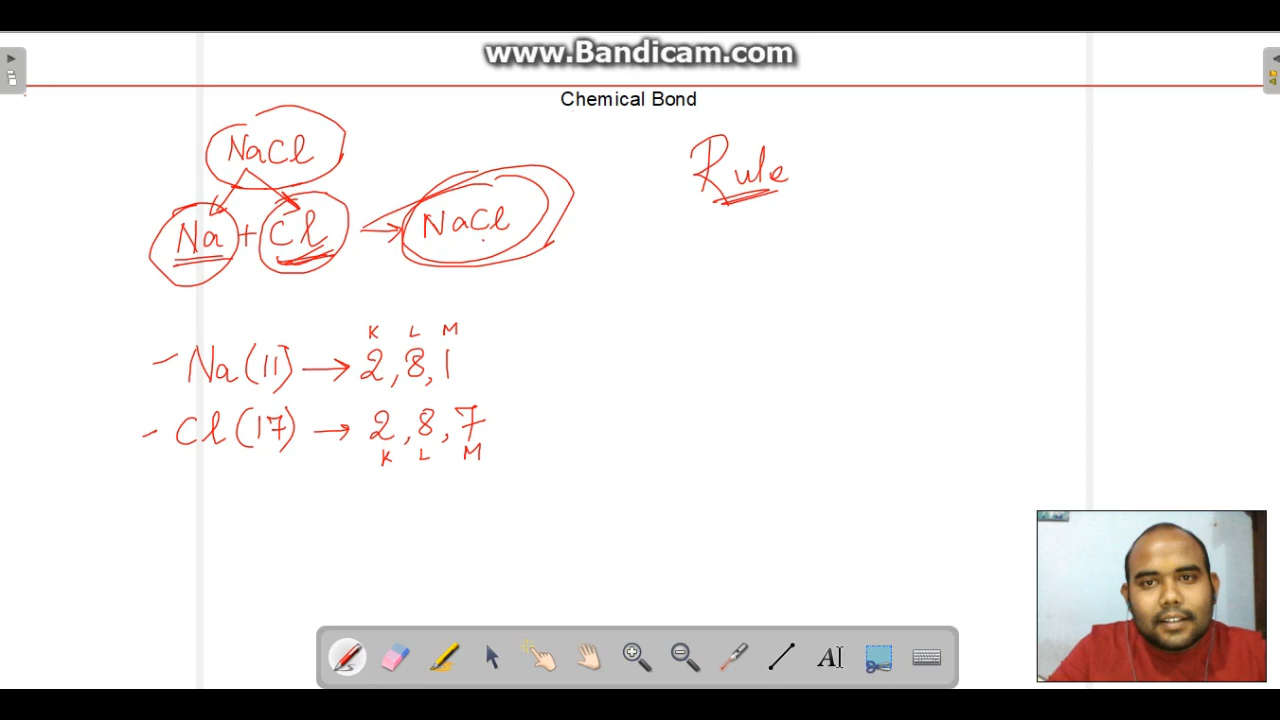 www.Bandicam.com
Chemical Bond
NaCl
Na + Cl → NaCl
Rule
K L M
- Na (11) → 2, 8, 1
- Cl (17) → 2, 8, 7
K L M
A